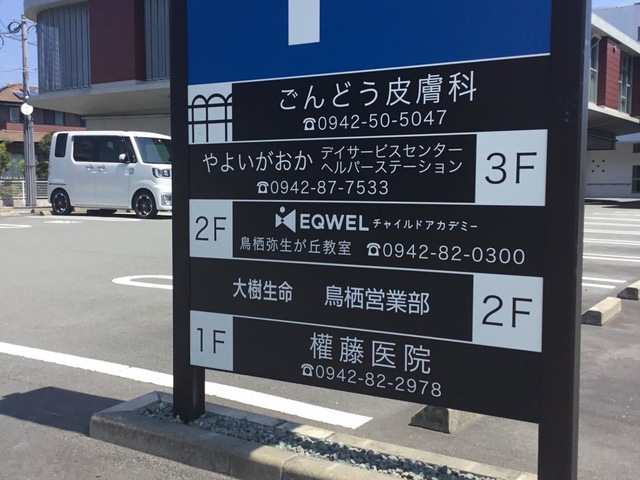 ごんどう皮膚科
☎0942-50-5047
やよいがおか デイサービスセンター
ヘルパーステーション
☎0942-87-7533
3F
2F
EQWEL チャイルドアカデミー
鳥栖弥生が丘教室 ☎0942-82-0300
大樹生命 鳥栖営業部
2F
1F
權藤医院
☎0942-82-2978